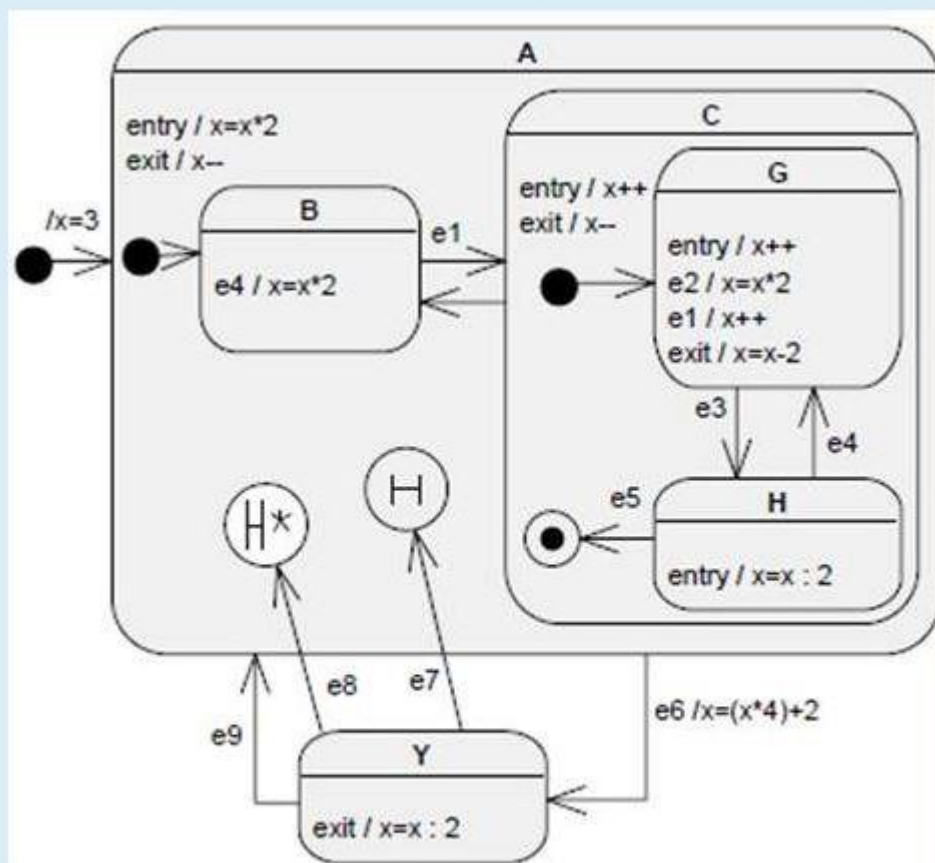 A
entry / x=x*2
exit / x--
/x=3
B
e4 / x=x*2
e1
C
entry / x++
exit / x--
G
entry / x++
e2 / x=x*2
e1 / x++
exit / x=x-2
e3
e4
H
entry / x=x : 2
e5
H*
H
e9
e8
e7
e6 /x=(x*4)+2
Y
exit / x=x : 2